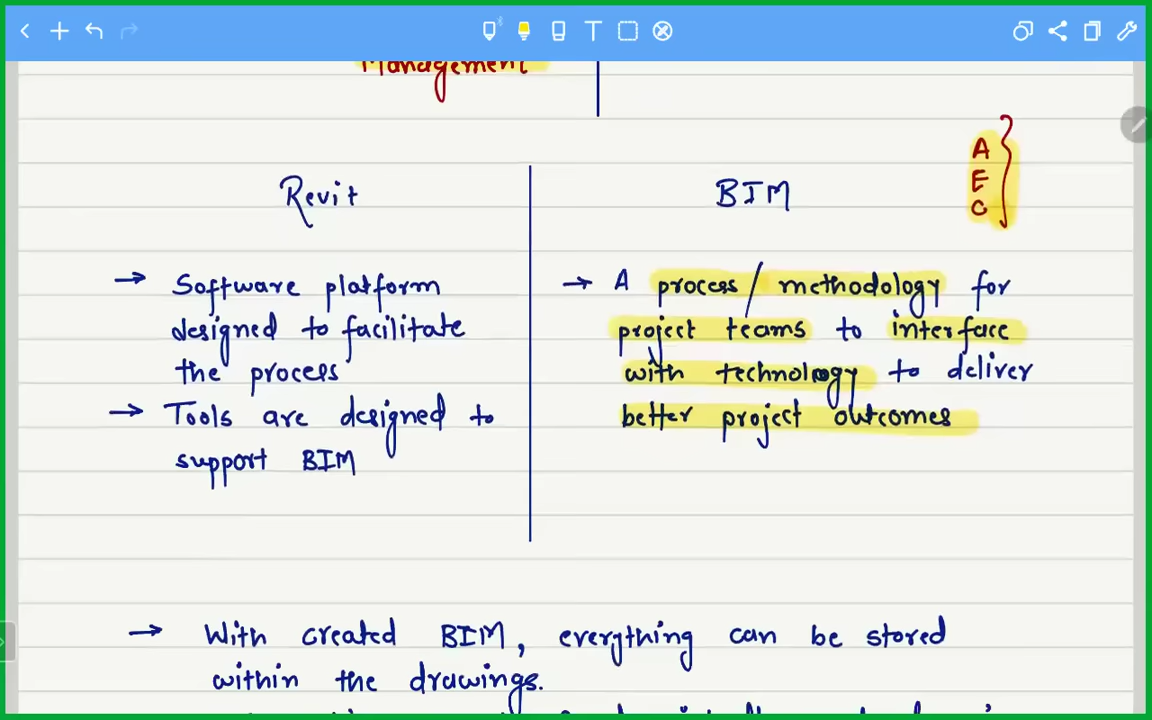 Management
A
E
C
Revit
BIM
→ Software platform
designed to facilitate
the process
→ Tools are designed to
support BIM
→ A process / methodology for
project teams to interface
with technology to deliver
better project outcomes
→ With created BIM, everything can be stored
within the drawings.